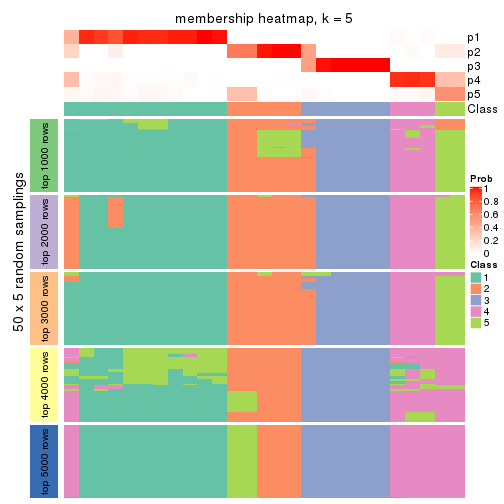 membership heatmap, k = 5
p1
p2
p3
p4
p5
Class
50 x 5 random samplings
top 1000 rows
top 2000 rows
top 3000 rows
top 4000 rows
top 5000 rows
Prob
1
0.8
0.6
0.4
0.2
0
Class
1
2
3
4
5